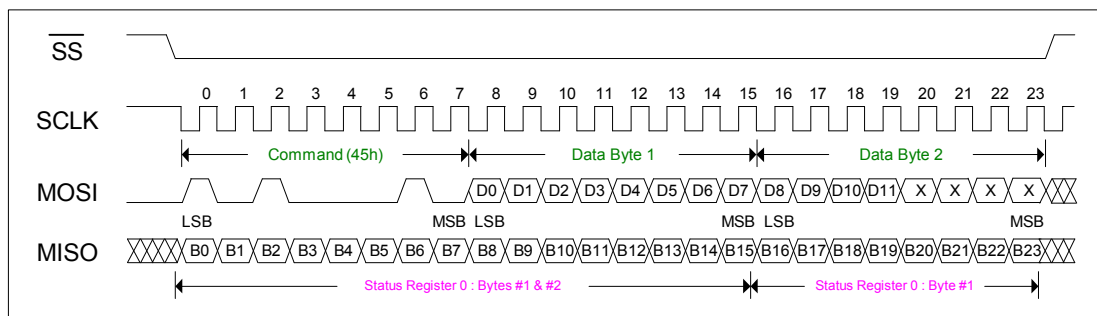 SS
0 1 2 3 4 5 6 7 8 9 10 11 12 13 14 15 16 17 18 19 20 21 22 23
SCLK
Command (45h) Data Byte 1 Data Byte 2
MOSI D0 D1 D2 D3 D4 D5 D6 D7 D8 D9 D10 D11 X X X X
LSB MSB LSB MSB LSB MSB
MISO B0 B1 B2 B3 B4 B5 B6 B7 B8 B9 B10 B11 B12 B13 B14 B15 B16 B17 B18 B19 B20 B21 B22 B23
Status Register 0 : Bytes #1 & #2 Status Register 0 : Byte #1